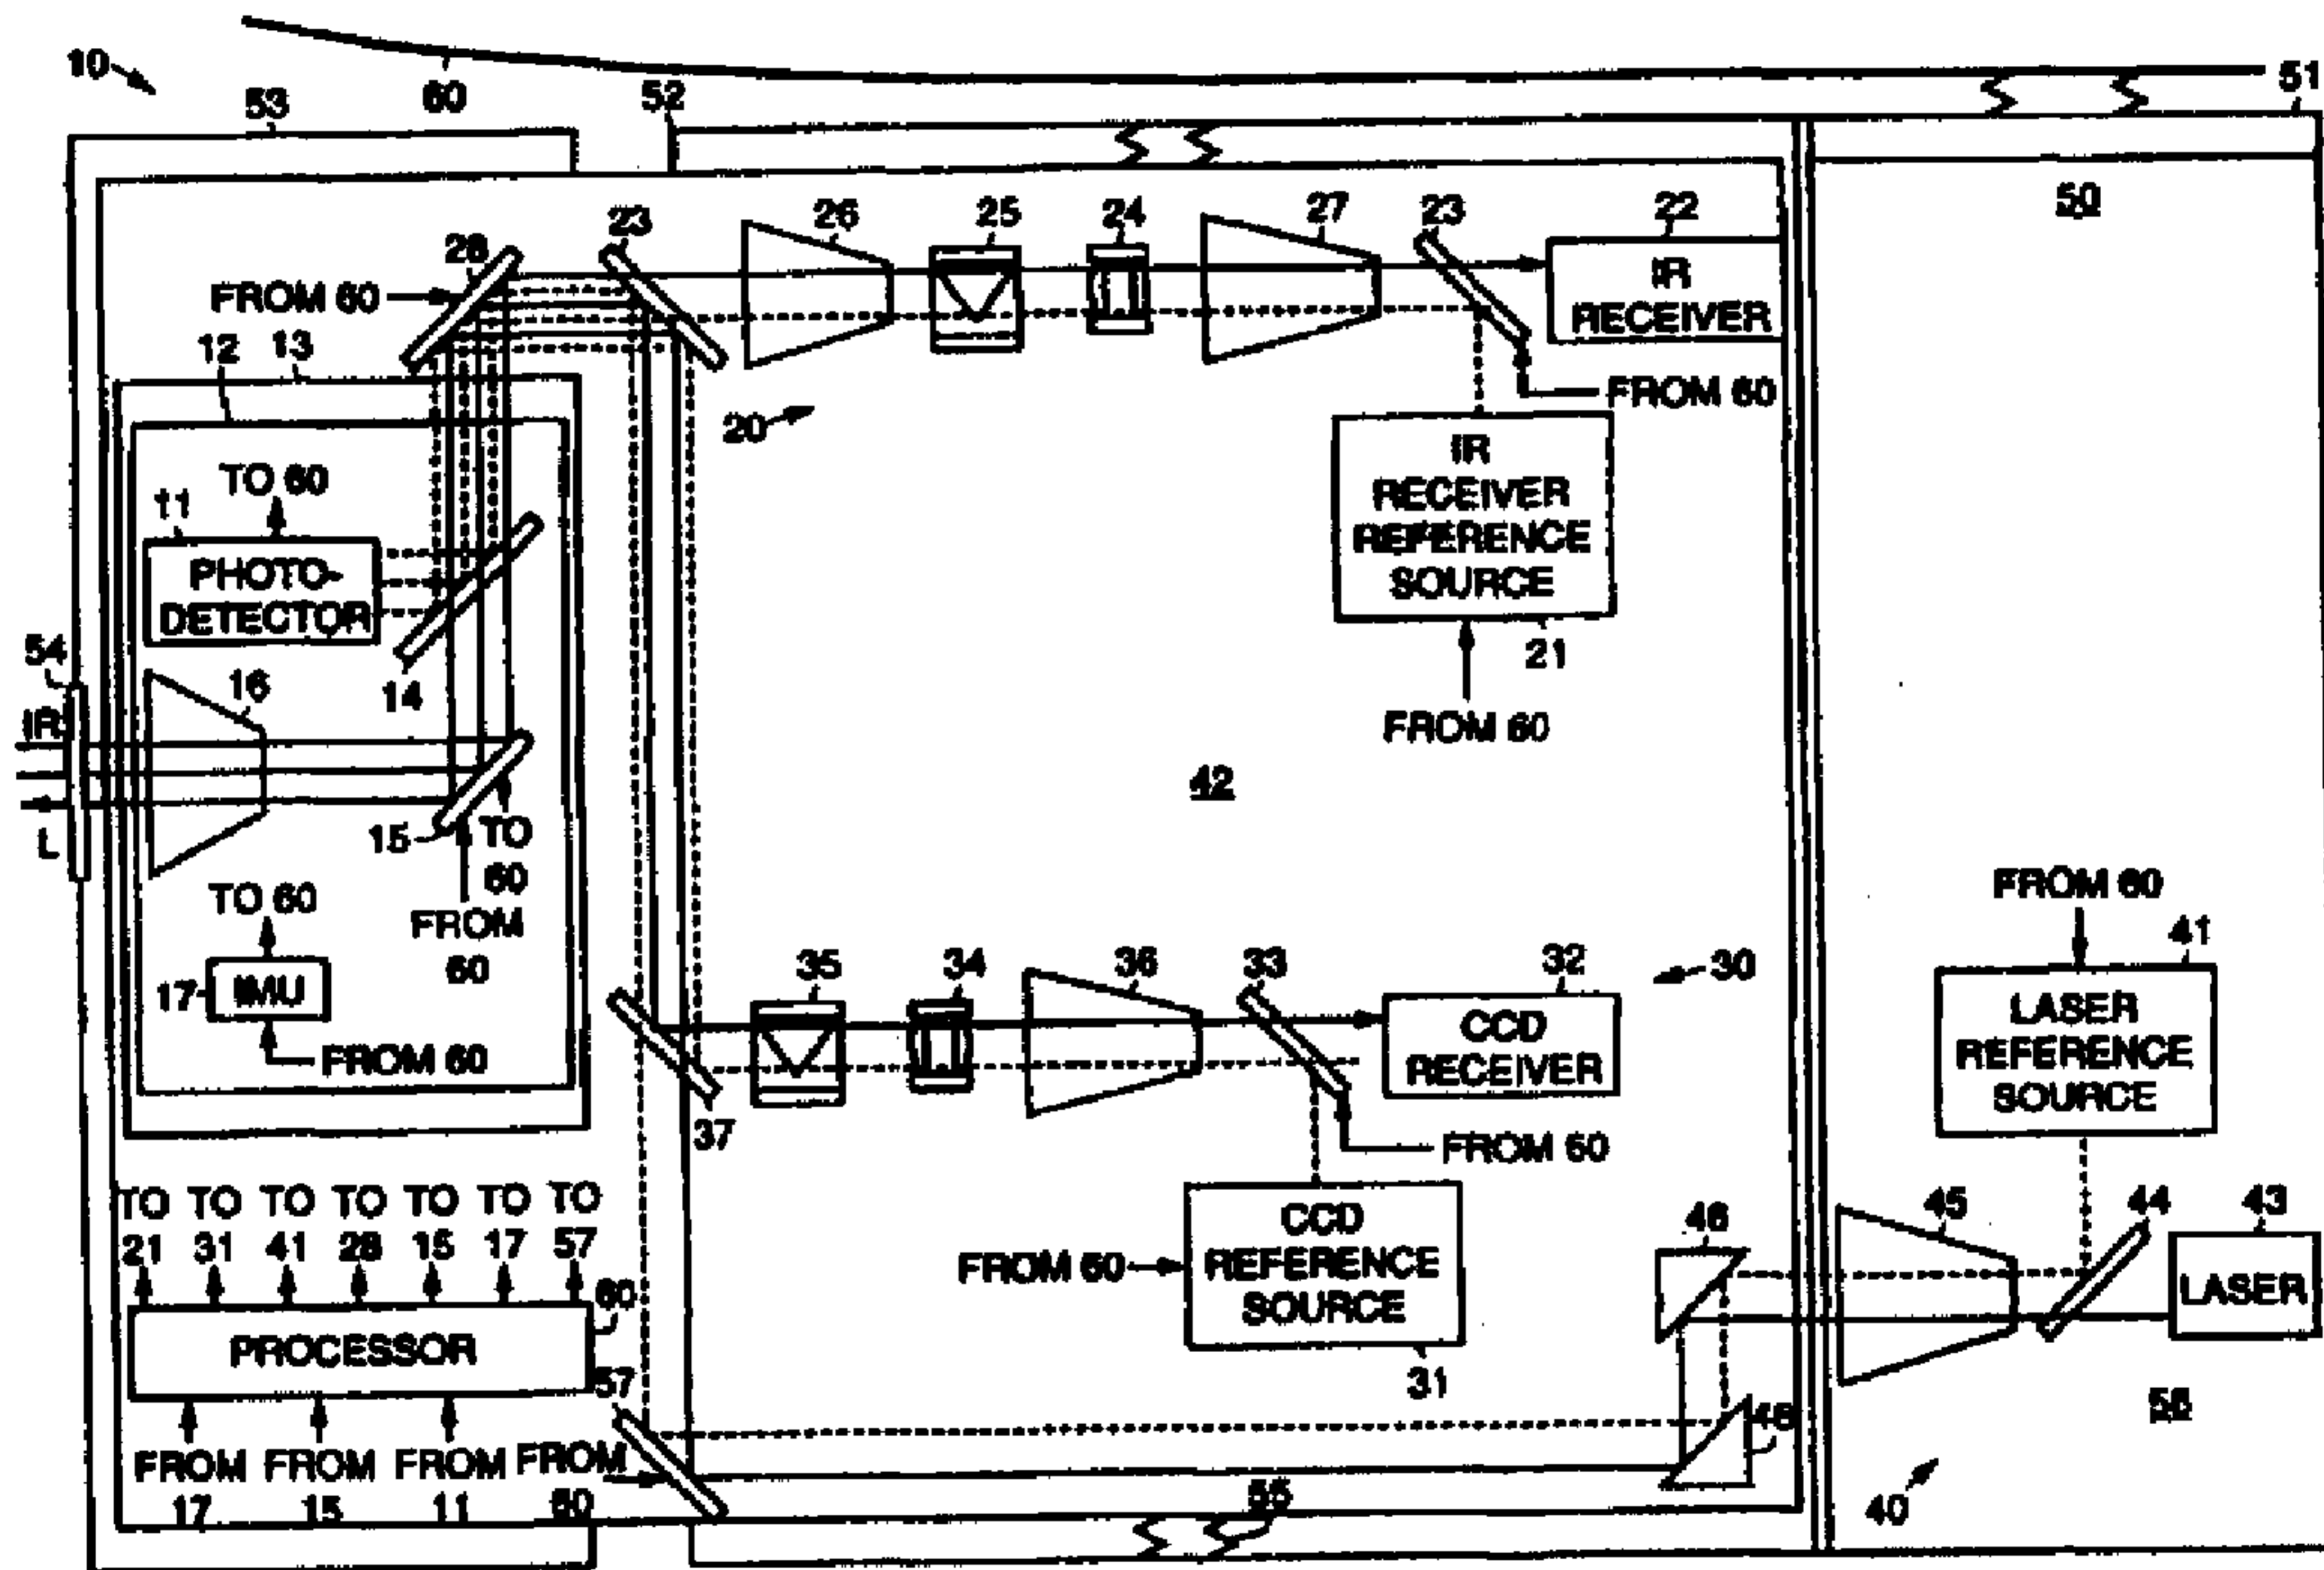 10
60
53
52
51
50
28
23
26
25
24
27
23
22
IR
RECEIVER
FROM 60
12
13
FROM 60
20
IR
RECEIVER
REFERENCE
SOURCE
21
FROM 60
TO 60
11
PHOTO-
DETECTOR
14
54
IR
16
L
15
TO
60
FROM
60
42
TO 60
17
IMU
FROM 60
35
34
36
33
32
30
CCD
RECEIVER
37
FROM 60
FROM 60
41
LASER
REFERENCE
SOURCE
TO
21
TO
31
TO
41
TO
28
TO
15
TO
17
TO
57
60
PROCESSOR
FROM
17
FROM
15
FROM
11
57
FROM
60
FROM 60
CCD
REFERENCE
SOURCE
31
46
46
45
44
43
LASER
55
56
40